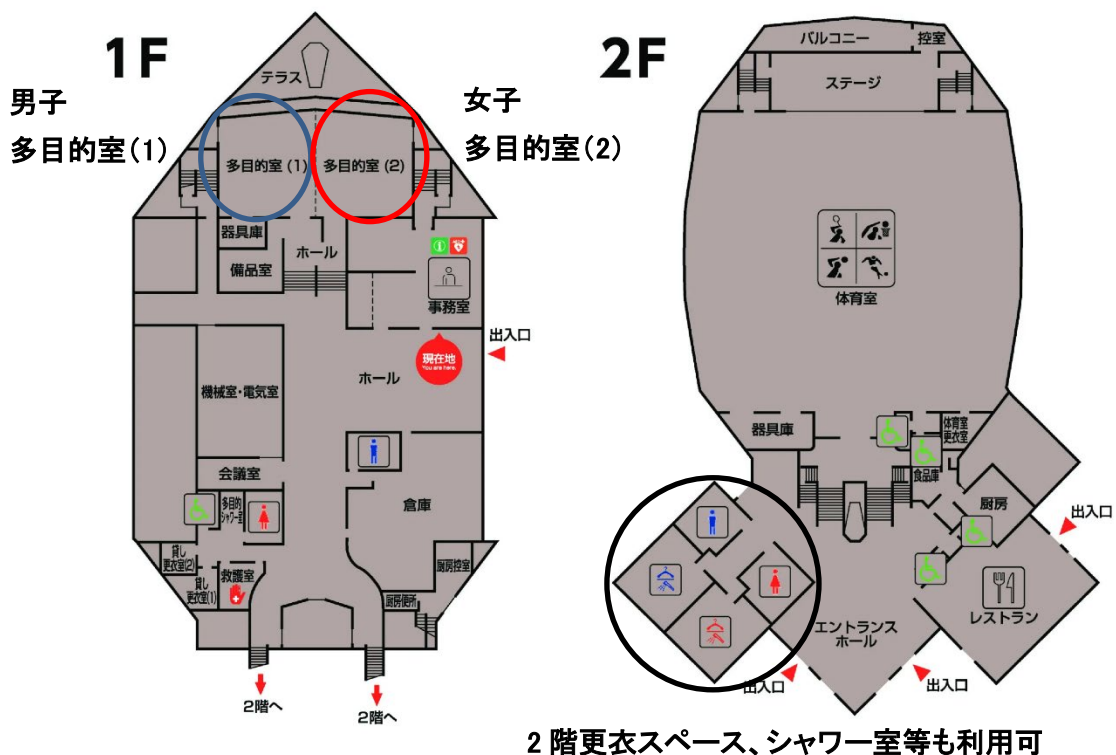 1F
男子
多目的室(1)
女子
多目的室(2)
テラス
多目的室(1)
多目的室(2)
器具庫
備品室
ホール
事務室
出入口
現在地
You are here.
ホール
機械室・電気室
会議室
多目的
シャワー室
倉庫
貸し
更衣室(2)
貸し
更衣室(1)
救護室
厨房控室
厨房便所
2階へ
2階へ
2F
バルコニー
控室
ステージ
体育室
器具庫
体育室
更衣室
食品庫
厨房
出入口
レストラン
エントランス
ホール
出入口
出入口
2階更衣スペース、シャワー室等も利用可